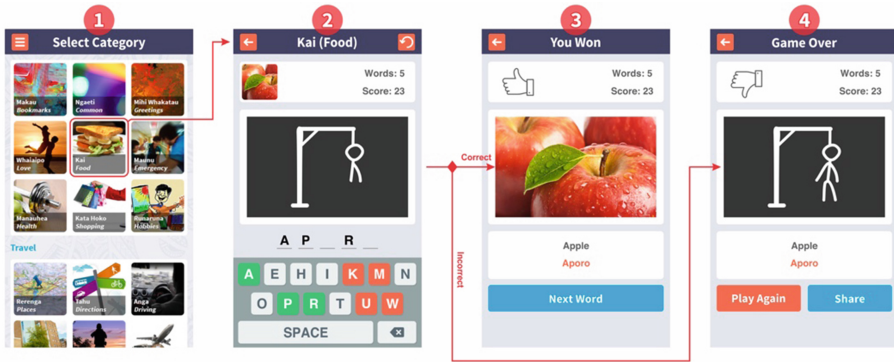 1
2
3
4
Select Category
Makau
Bookmarks
Ngaeti
Common
Mihi Whakatau
Greetings
Whaiaipo
Love
Kai
Food
Maunu
Emergency
Manauhea
Health
Kata Hoko
Shopping
Runaruna
Hobbies
Travel
Rerenga
Places
Tahu
Directions
Anga
Driving
Kai (Food)
Words: 5
Score: 23
A P _ R _
A E H I K M N
O P R T U W
SPACE
Correct
Incorrect
You Won
Words: 5
Score: 23
Apple
Aporo
Next Word
Game Over
Words: 5
Score: 23
Apple
Aporo
Play Again
Share